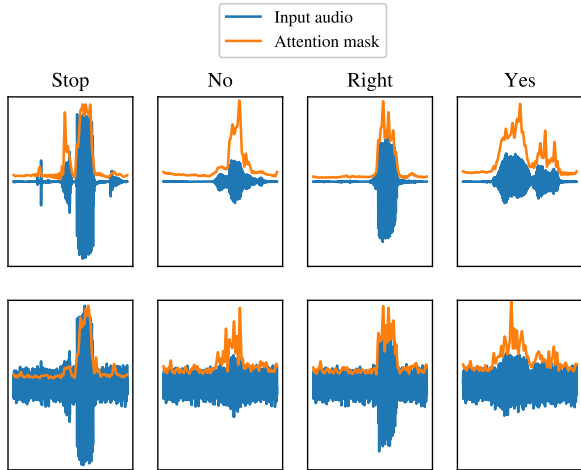 Input audio
Attention mask
Stop No Right Yes